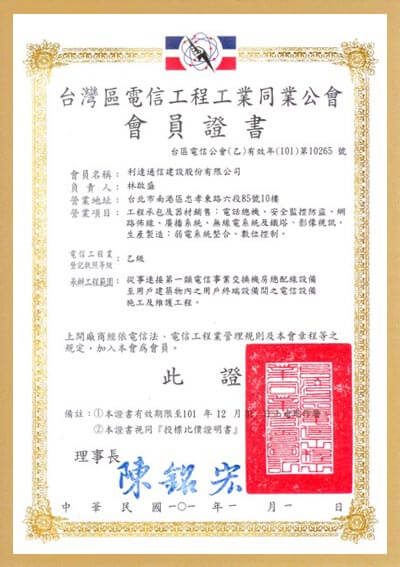 台灣區電信工程工業同業公會
會員證書
台區電信公會(乙)有效年(101)第10265 號
會員名稱： 利達通信建設股份有限公司
負責人： 林啟盛
營業地址： 台北市南港區忠孝東路六段85號10樓
營業項目： 工程承包及器材銷售：電話總機、安全監控防盜、網
路佈線、廣播系統、無線電系統及鐵塔、影像視訊。
生產製造：弱電系統整合、數位控制。
電信工程業
登記執照等級： 乙級
承辦工程範圍： 從事連接第一類電信事業交換機房總配線設備
至用戶建築物內之用戶終端設備間之電信設備
施工及維護工程。
上開廠商經依電信法、電信工程業管理規則及本會章程等之
規定，加入本會為會員。
此證
備註：①本證書有效期限至101 年 12 月
②本證書視同『投標比價證明書』
理事長
陳銘宏
中華民國一〇一年一月一日